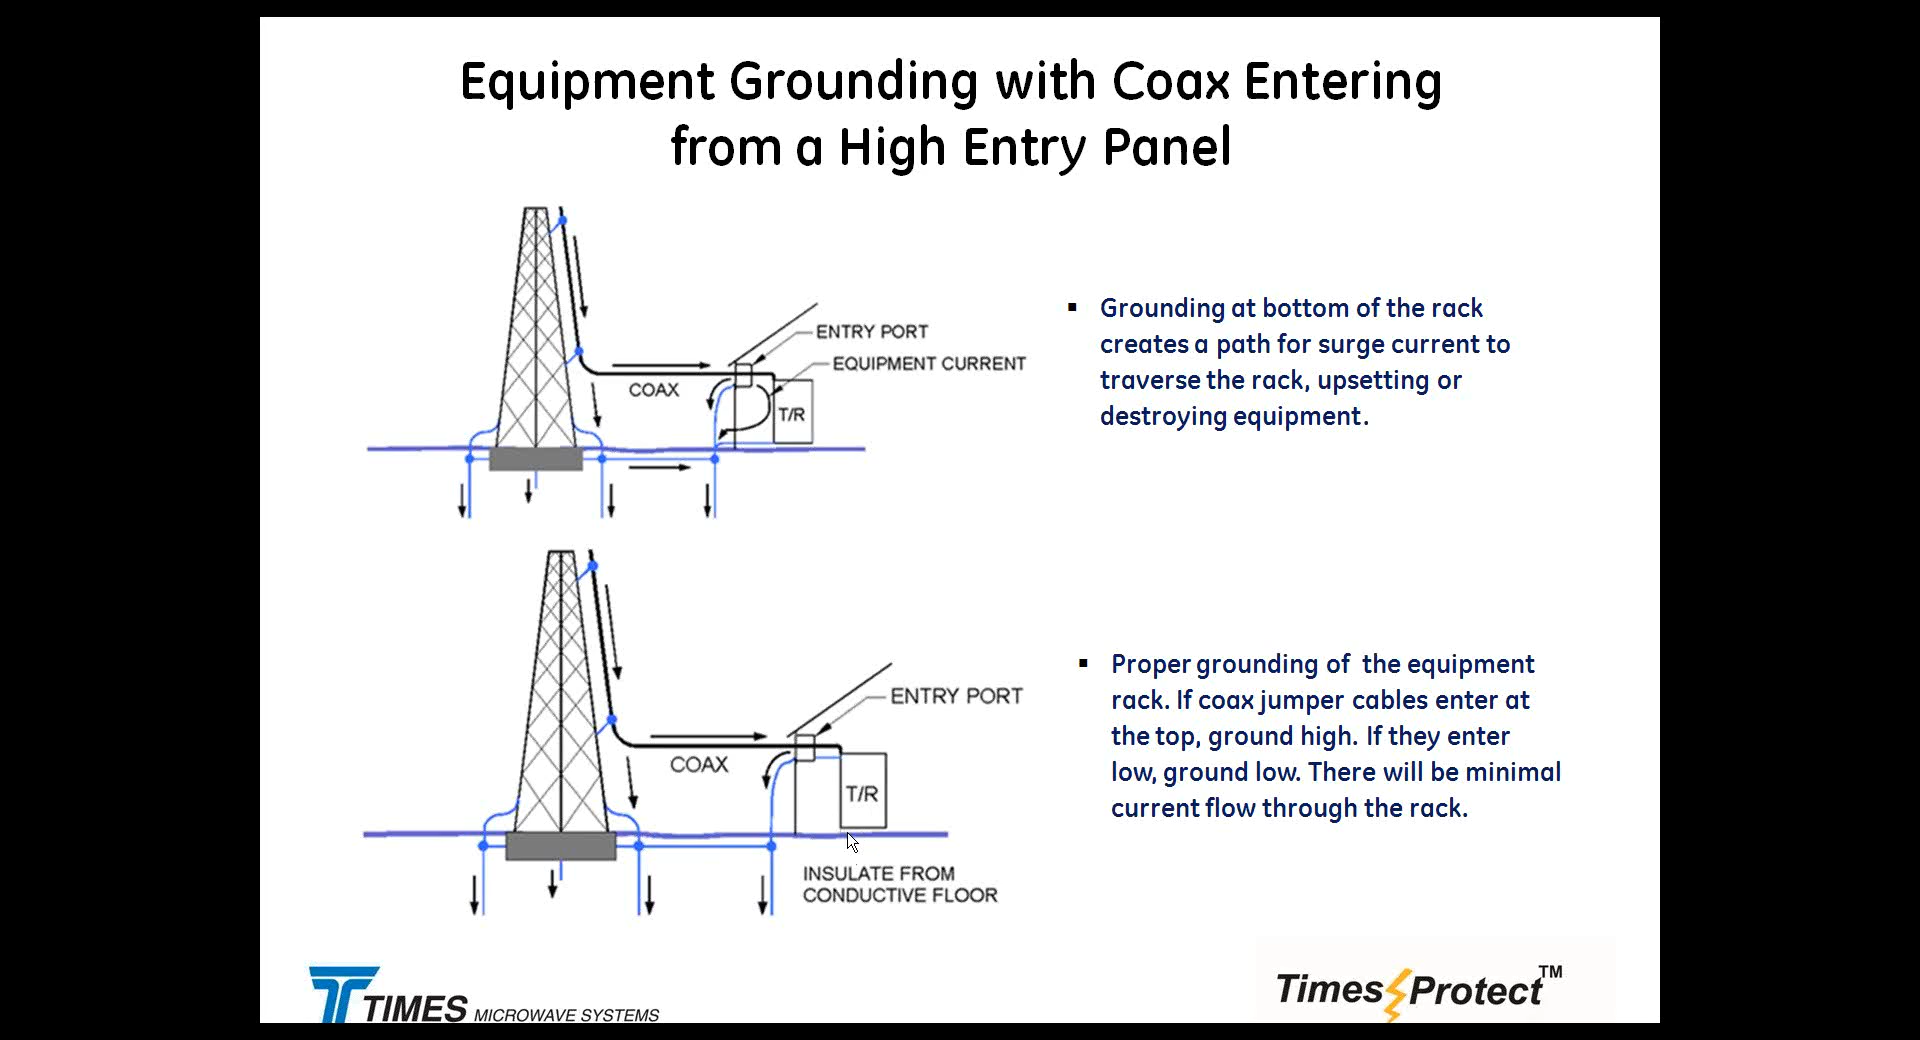 Equipment Grounding with Coax Entering
from a High Entry Panel
ENTRY PORT
EQUIPMENT CURRENT
COAX
T/R
▪ Grounding at bottom of the rack
creates a path for surge current to
traverse the rack, upsetting or
destroying equipment.
ENTRY PORT
COAX
T/R
INSULATE FROM
CONDUCTIVE FLOOR
▪ Proper grounding of the equipment
rack. If coax jumper cables enter at
the top, ground high. If they enter
low, ground low. There will be minimal
current flow through the rack.
TIMES MICROWAVE SYSTEMS
Times Protect™